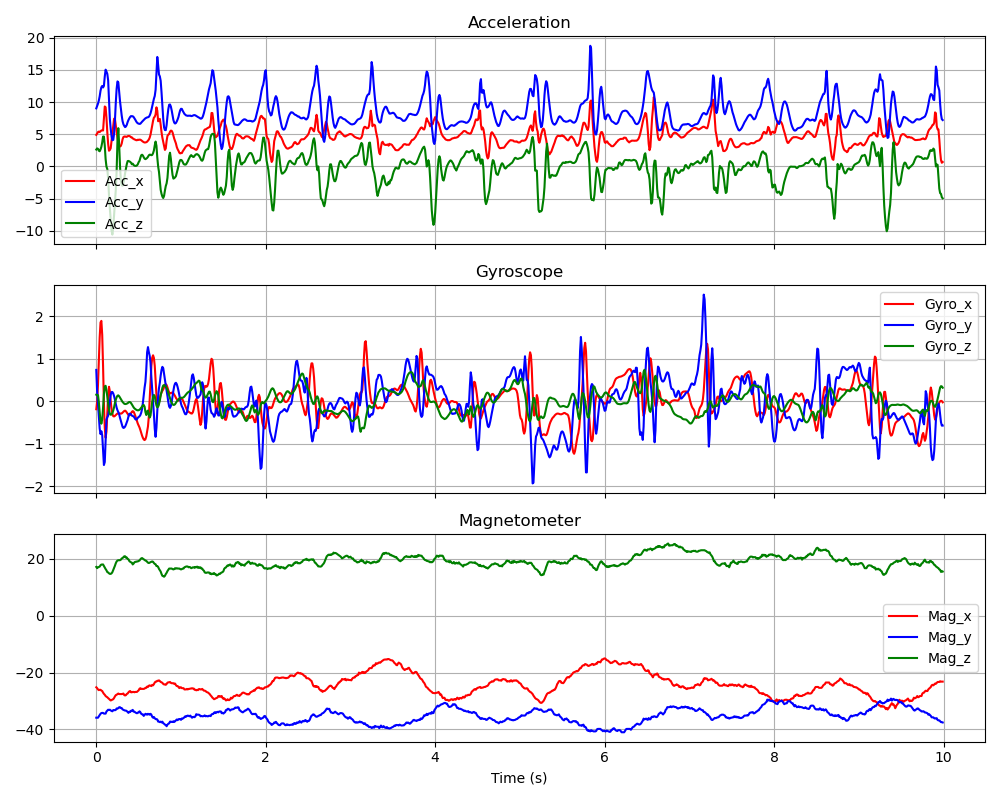 Acceleration
20
15
10
5
0
−5
−10
Acc_x
Acc_y
Acc_z
Gyroscope
2
1
0
−1
−2
Gyro_x
Gyro_y
Gyro_z
Magnetometer
20
0
−20
−40
Mag_x
Mag_y
Mag_z
0 2 4 6 8 10
Time (s)